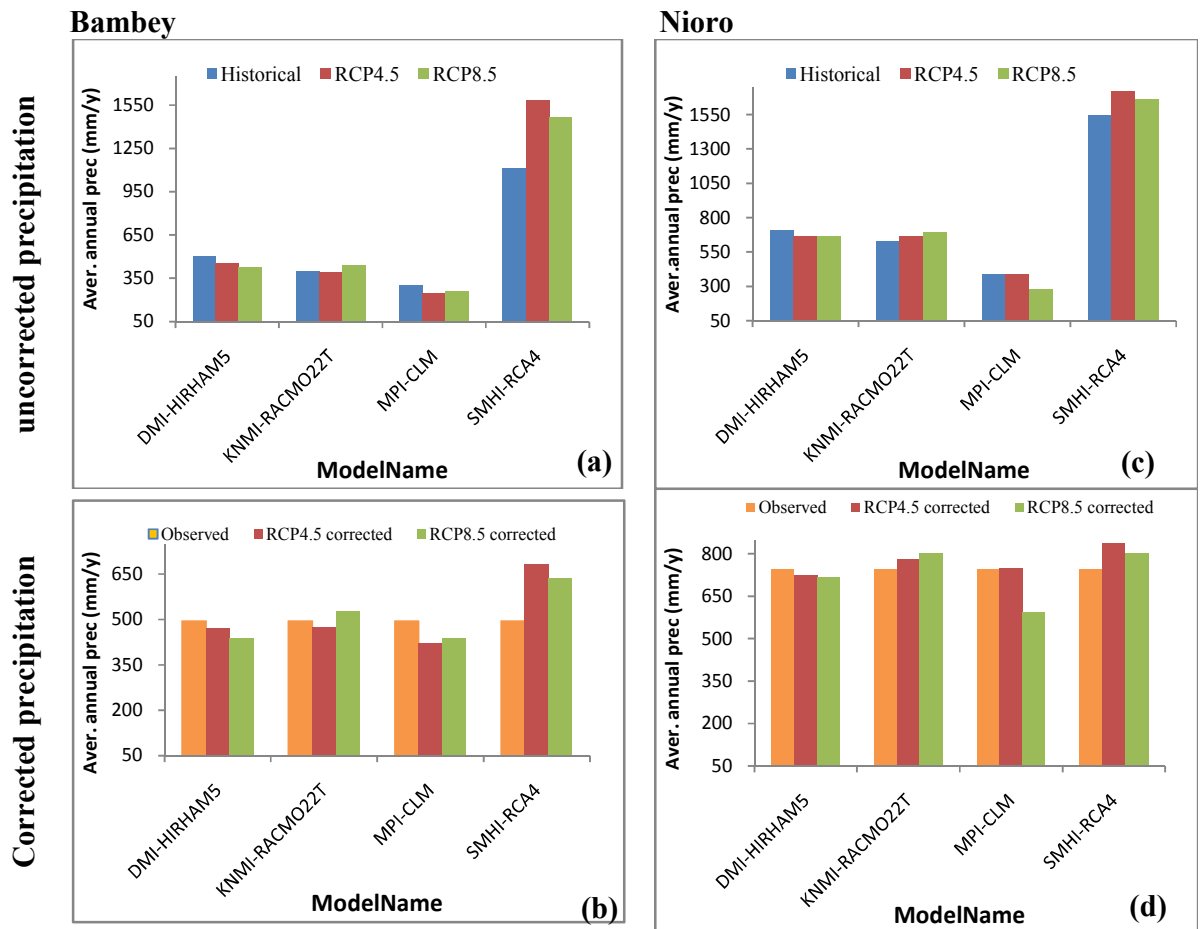 Bambey
Nioro
uncorrected precipitation
Historical RCP4.5 RCP8.5
Aver. annual prec (mm/y)
1550
1250
950
650
350
50
DMI-HIRHAM5
KNMI-RACMO22T
MPI-CLM
SMHI-RCA4
ModelName
(a)
Historical RCP4.5 RCP8.5
Aver.annual prec (mm/y)
1550
1300
1050
800
550
300
50
DMI-HIRHAM5
KNMI-RACMO22T
MPI-CLM
SMHI-RCA4
ModelName
(c)
Corrected precipitation
Observed RCP4.5 corrected RCP8.5 corrected
Aver. annual prec (mm/y)
650
500
350
200
50
DMI-HIRHAM5
KNMI-RACMO22T
MPI-CLM
SMHI-RCA4
ModelName
(b)
Observed RCP4.5 corrected RCP8.5 corrected
Aver. annual prec (mm/y)
800
650
500
350
200
50
DMI-HIRHAM5
KNMI-RACMO22T
MPI-CLM
SMHI-RCA4
ModelName
(d)